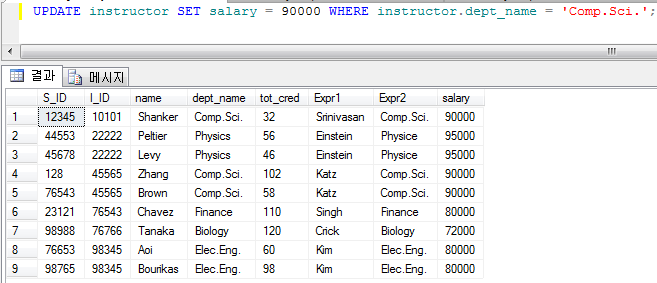 UPDATE instructor SET salary = 90000 WHERE instructor.dept_name = 'Comp.Sci.';
결과 메시지
S_ID I_ID name dept_name tot_cred Expr1 Expr2 salary
1 12345 10101 Shanker Comp.Sci. 32 Srinivasan Comp.Sci. 90000
2 44553 22222 Peltier Physics 56 Einstein Physice 95000
3 45678 22222 Levy Physics 46 Einstein Physice 95000
4 128 45565 Zhang Comp.Sci. 102 Katz Comp.Sci. 90000
5 76543 45565 Brown Comp.Sci. 58 Katz Comp.Sci. 90000
6 23121 76543 Chavez Finance 110 Singh Finance 80000
7 98988 76766 Tanaka Biology 120 Crick Biology 72000
8 76653 98345 Aoi Elec.Eng. 60 Kim Elec.Eng. 80000
9 98765 98345 Bourikas Elec.Eng. 98 Kim Elec.Eng. 80000